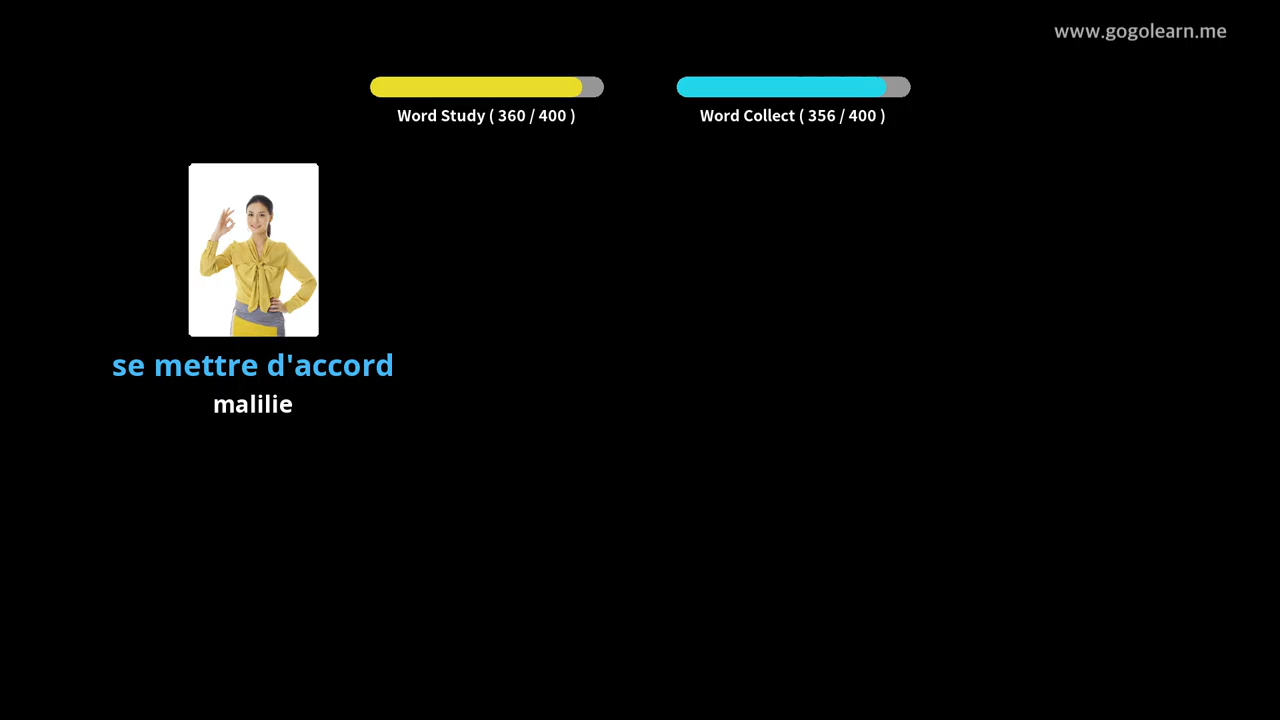 www.gogolearn.me
Word Study ( 360 / 400 )
Word Collect ( 356 / 400 )
se mettre d'accord
malilie